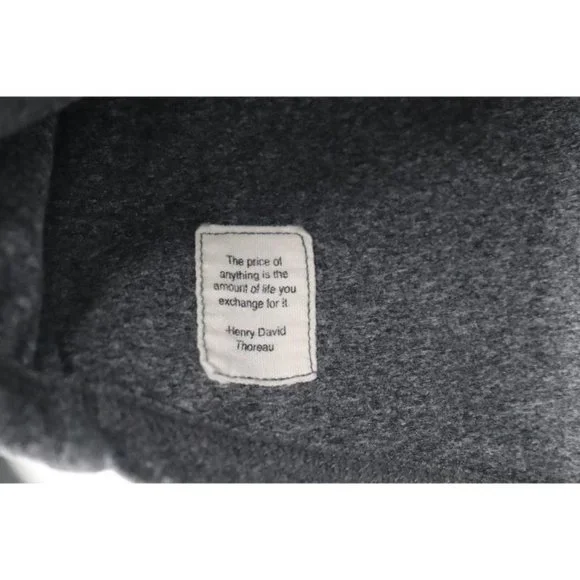 The price of
anything is the
amount of life you
exchange for it.
-Henry David
Thoreau